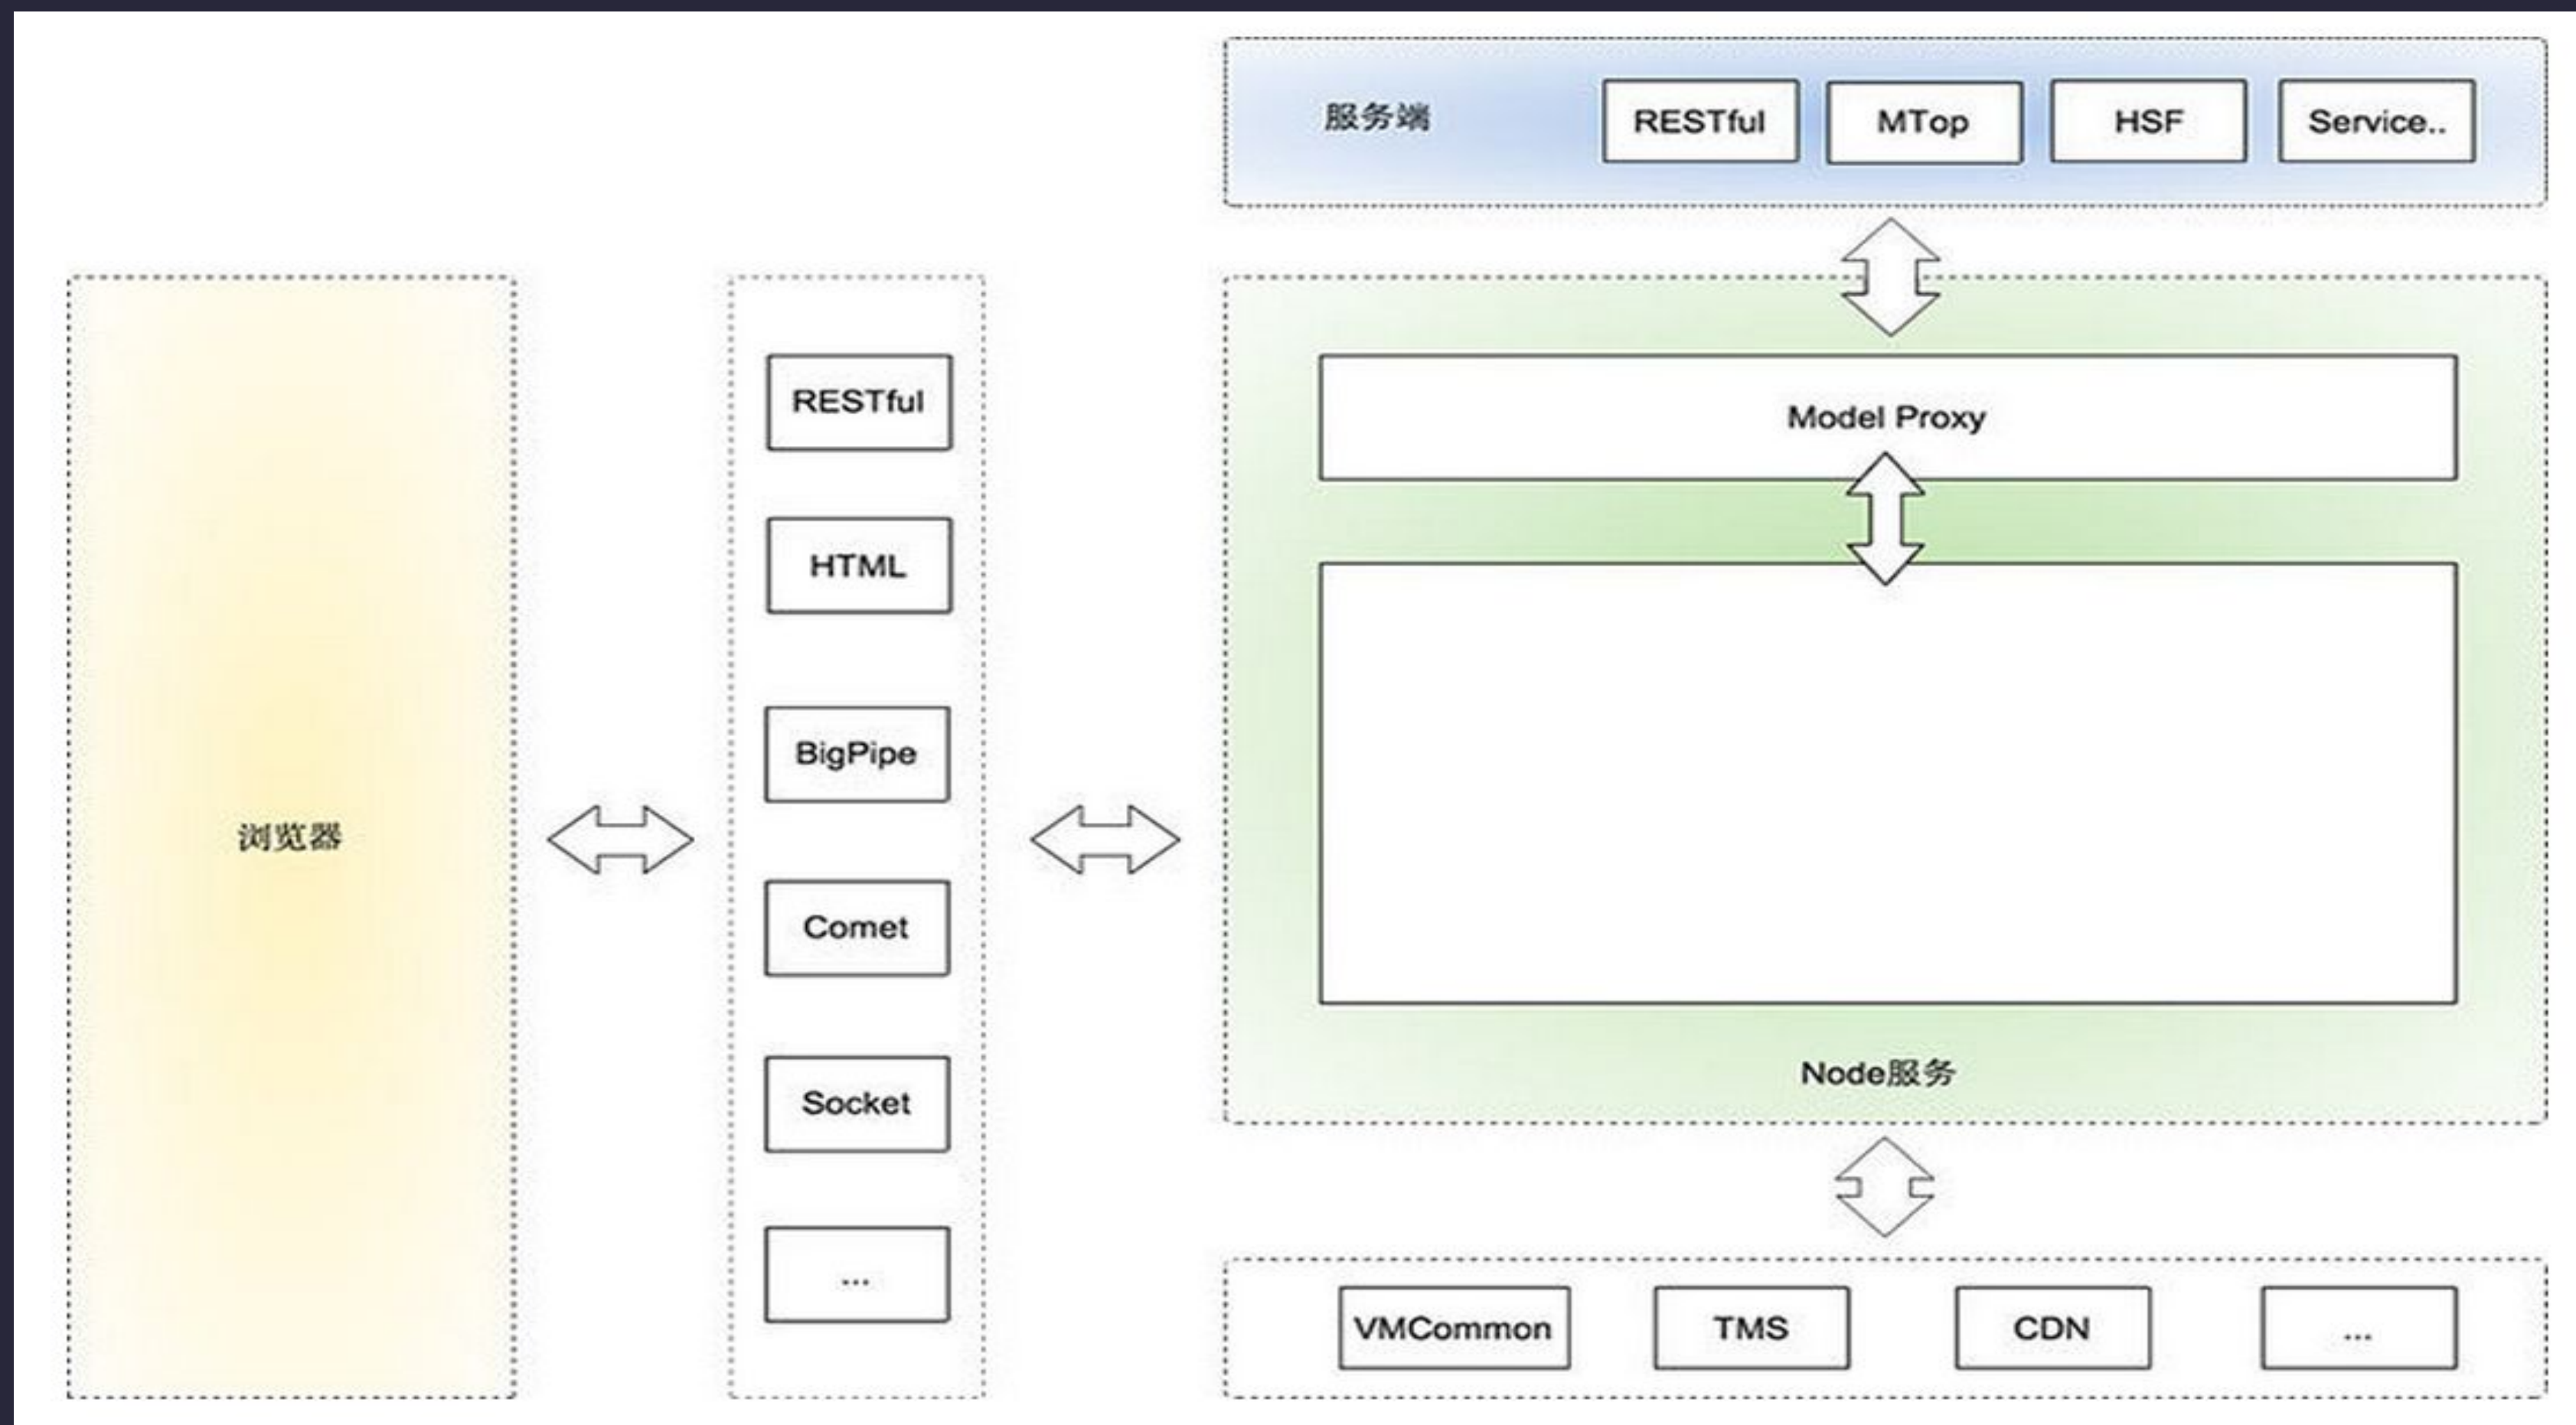 服务端
RESTful
MTop
HSF
Service..
浏览器
RESTful
HTML
BigPipe
Comet
Socket
...
Model Proxy
Node服务
VMCommon
TMS
CDN
...